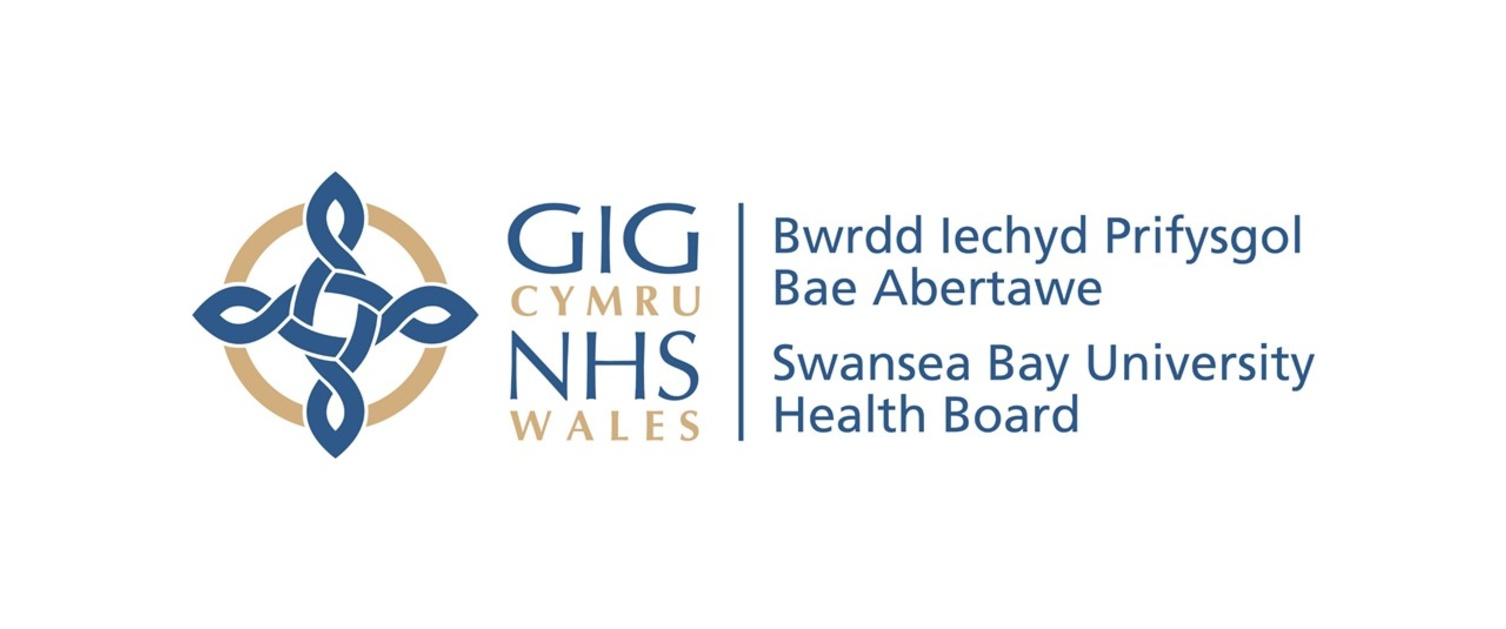 GIG
CYMRU
NHS
WALES
Bwrdd Iechyd Prifysgol
Bae Abertawe
Swansea Bay University
Health Board